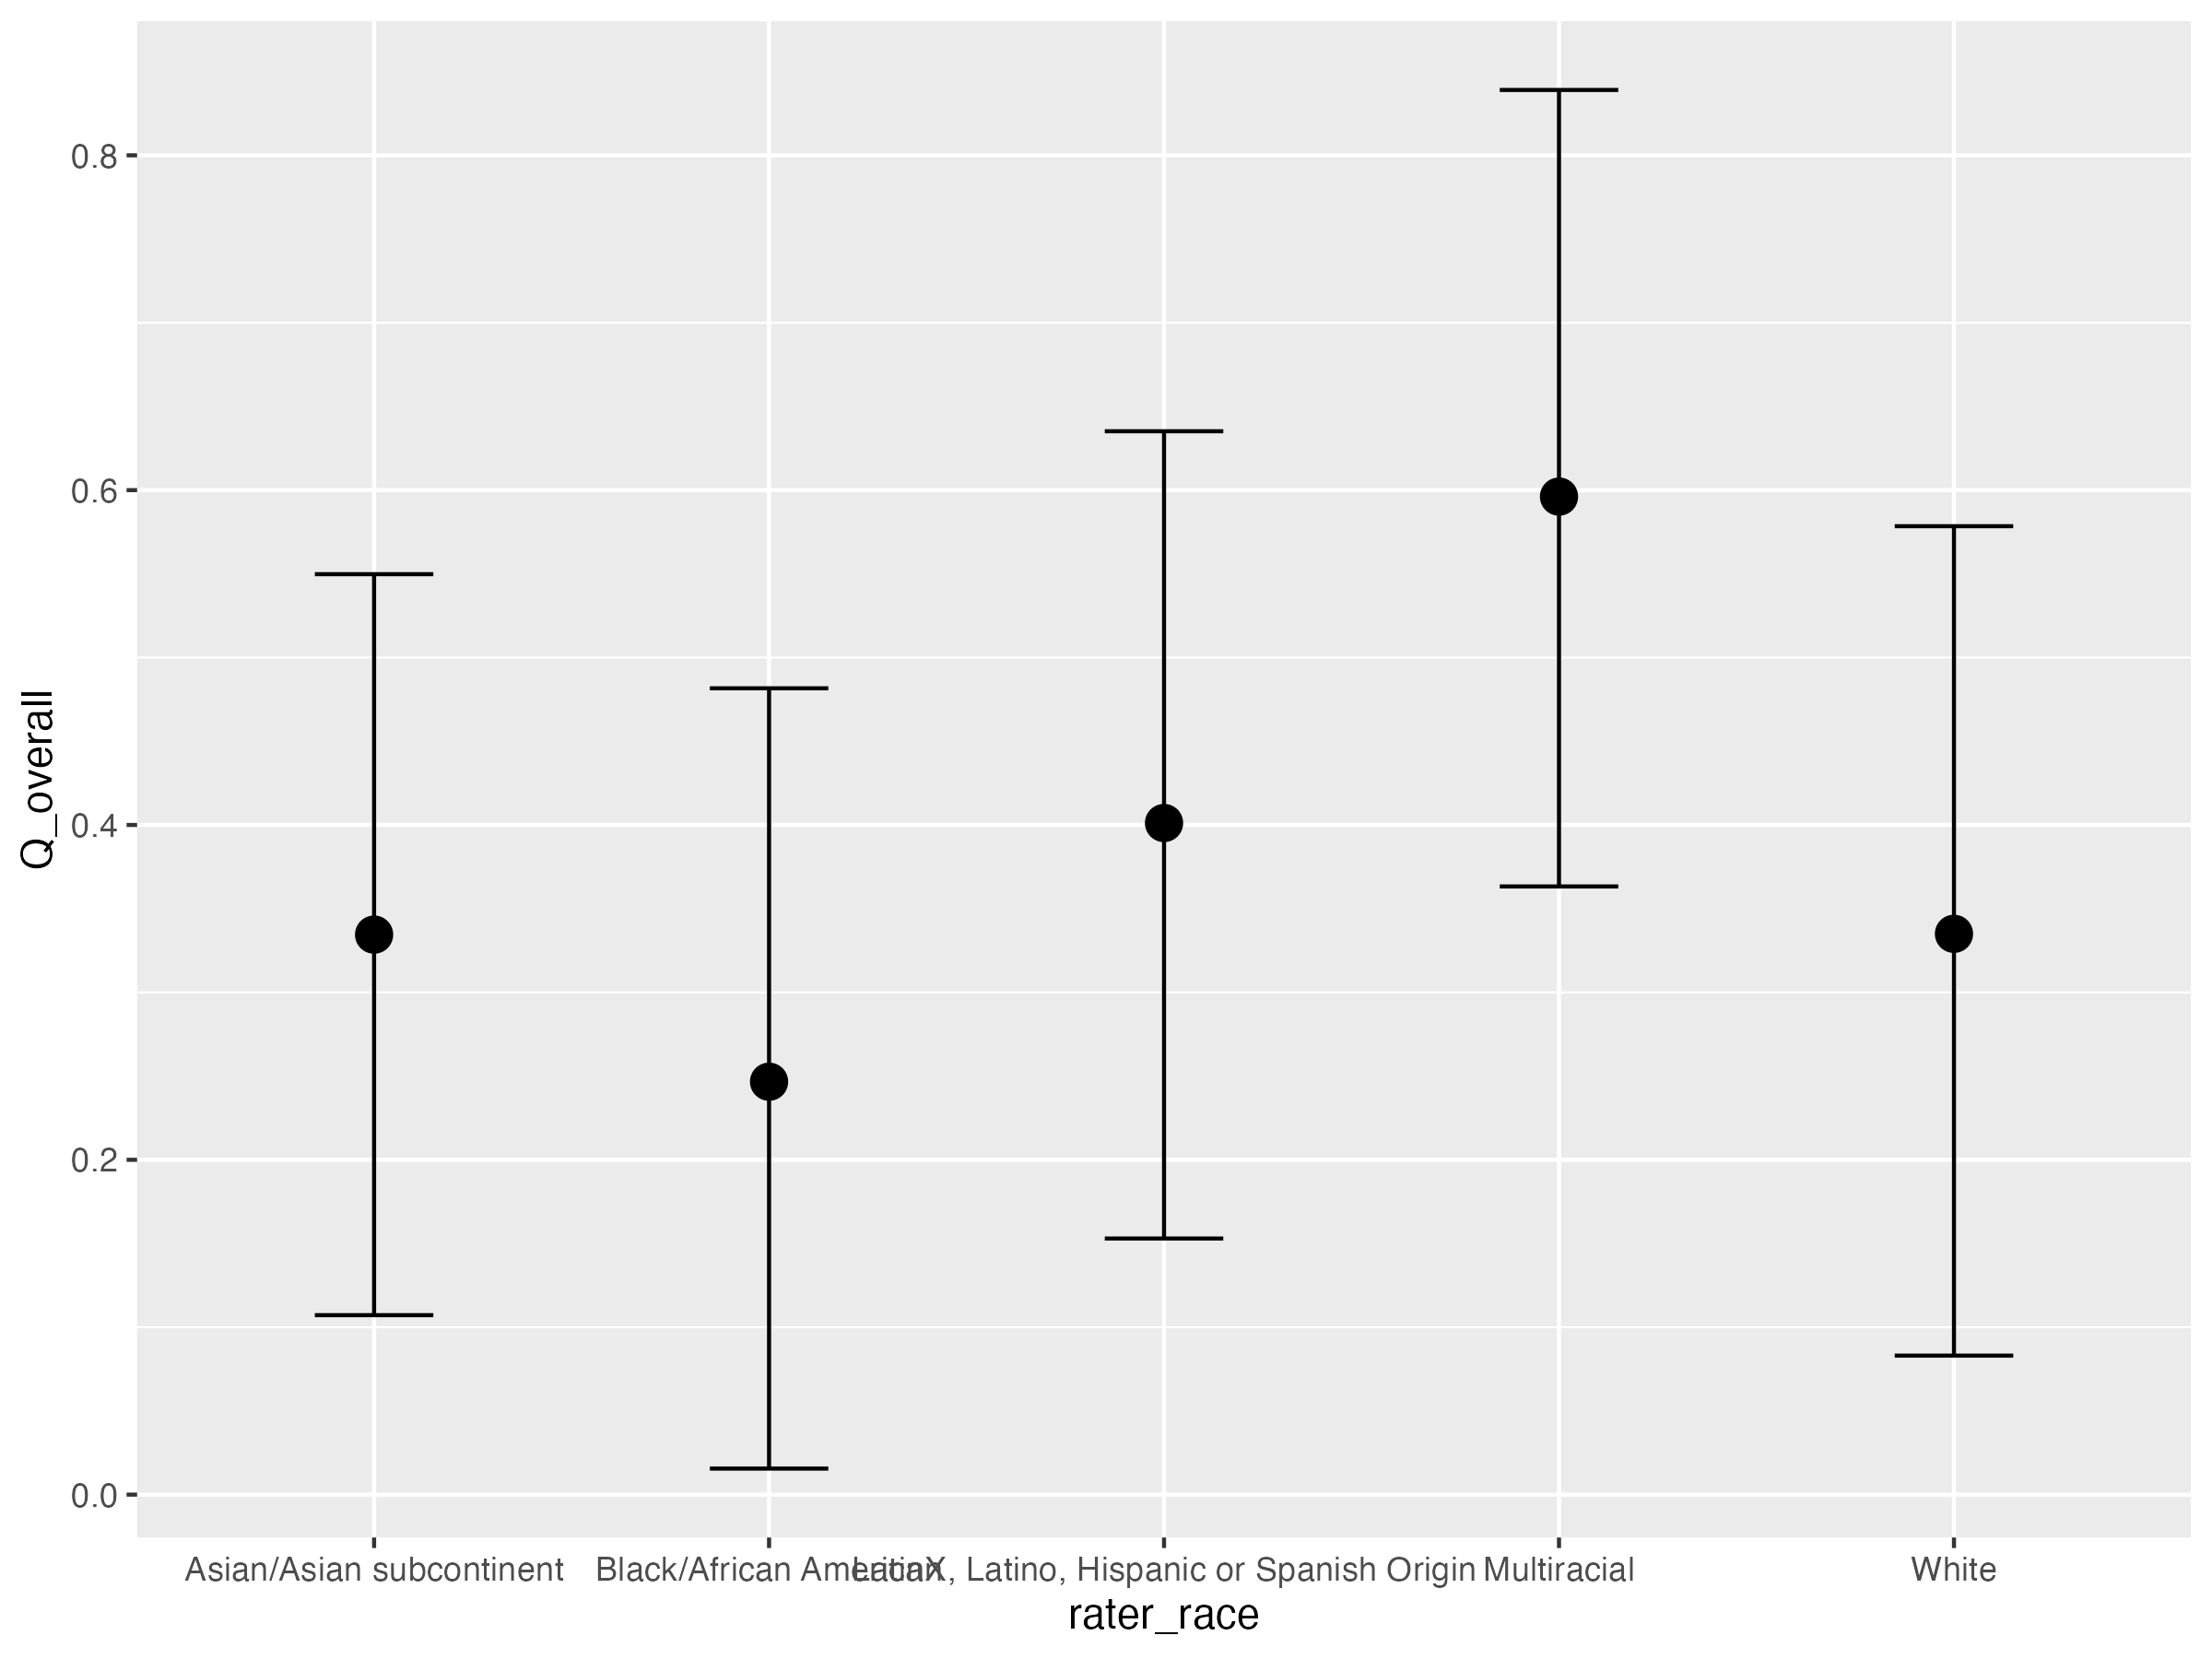 Q_overall
0.8
0.6
0.4
0.2
0.0
Asian/Asian subcontinent
Black/African American
LatinX, Latino, Hispanic or Spanish Origin
Multiracial
White
rater_race